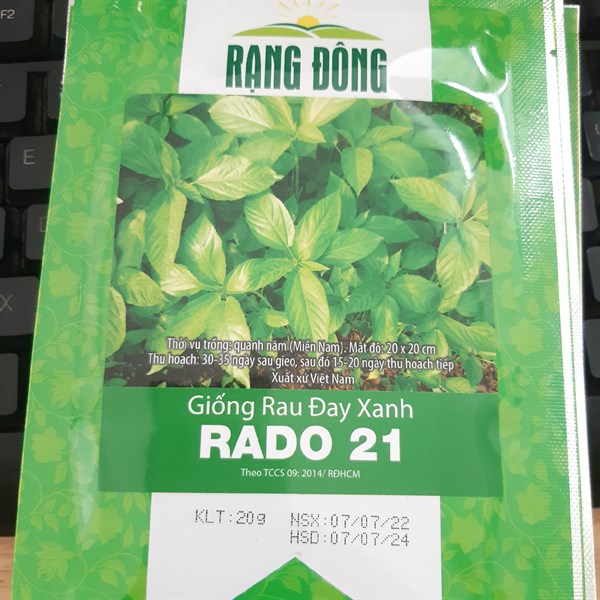 RẠNG ĐÔNG
Thời vụ trồng: quanh năm (Miền Nam). Mật độ: 20 x 20 cm
Thu hoạch: 30-35 ngày sau gieo, sau đó 15-20 ngày thu hoạch tiếp
Xuất xứ Việt Nam
Giống Rau Đay Xanh
RADO 21
Theo TCCS 09: 2014/ RĐHCM
KLT:20g NSX:07/07/22
HSD:07/07/24
F2
E
X